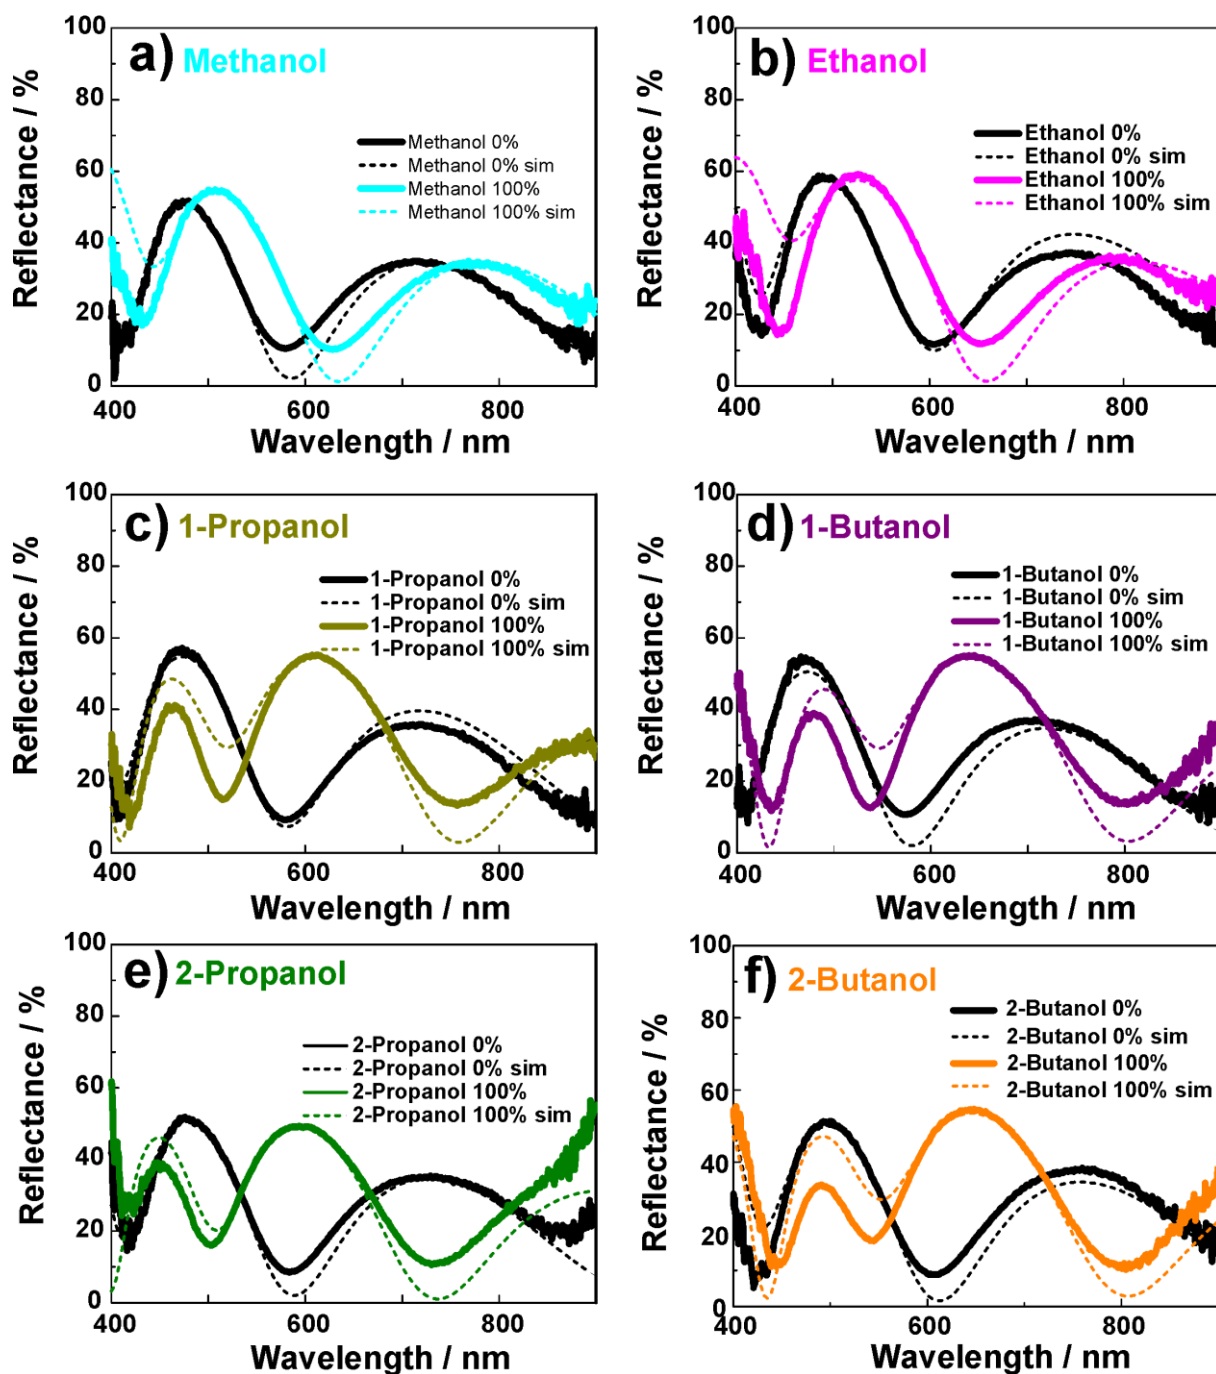 a) Methanol
Reflectance / %
100
80
60
40
20
0
Methanol 0%
Methanol 0% sim
Methanol 100%
Methanol 100% sim
400
600
800
Wavelength / nm
b) Ethanol
Reflectance / %
100
80
60
40
20
0
Ethanol 0%
Ethanol 0% sim
Ethanol 100%
Ethanol 100% sim
400
600
800
Wavelength / nm
c) 1-Propanol
Reflectance / %
100
80
60
40
20
0
1-Propanol 0%
1-Propanol 0% sim
1-Propanol 100%
1-Propanol 100% sim
400
600
800
Wavelength / nm
d) 1-Butanol
Reflectance / %
100
80
60
40
20
0
1-Butanol 0%
1-Butanol 0% sim
1-Butanol 100%
1-Butanol 100% sim
400
600
800
Wavelength / nm
e) 2-Propanol
Reflectance / %
100
80
60
40
20
0
2-Propanol 0%
2-Propanol 0% sim
2-Propanol 100%
2-Propanol 100% sim
400
600
800
Wavelength / nm
f) 2-Butanol
Reflectance / %
100
80
60
40
20
0
2-Butanol 0%
2-Butanol 0% sim
2-Butanol 100%
2-Butanol 100% sim
400
600
800
Wavelength / nm